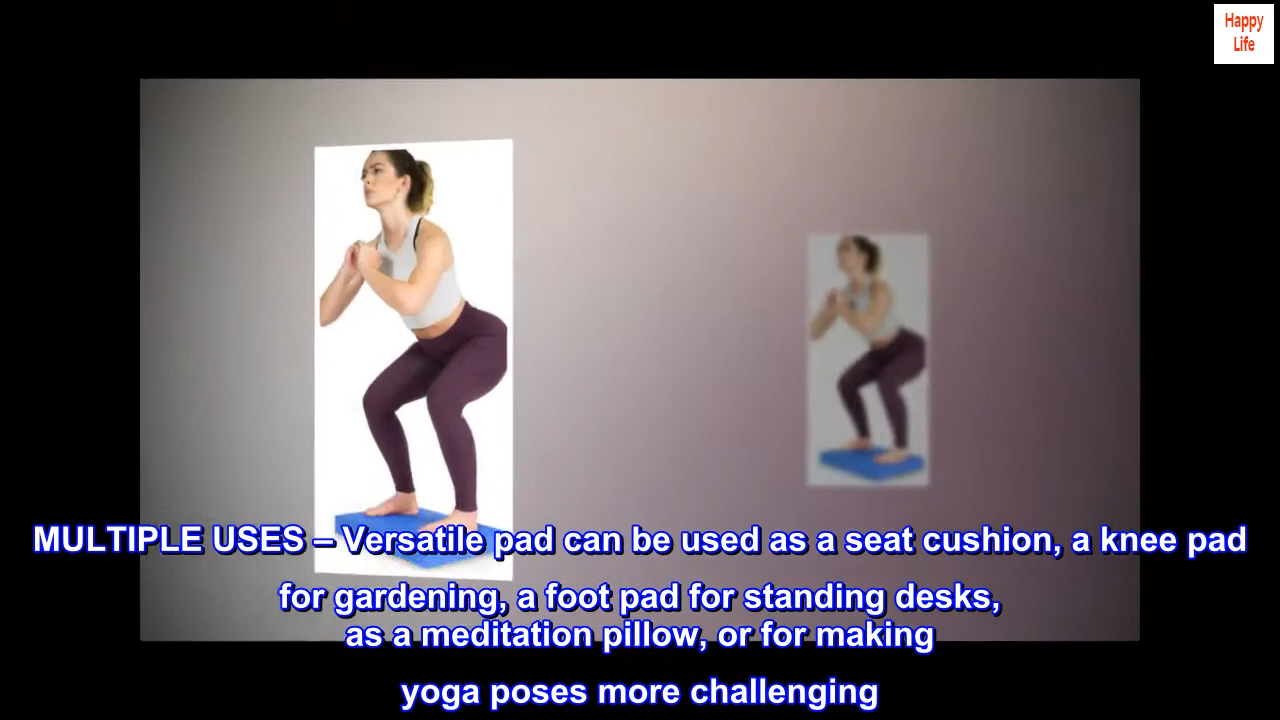 Happy
Life
MULTIPLE USES – Versatile pad can be used as a seat cushion, a knee pad
for gardening, a foot pad for standing desks,
as a meditation pillow, or for making
yoga poses more challenging